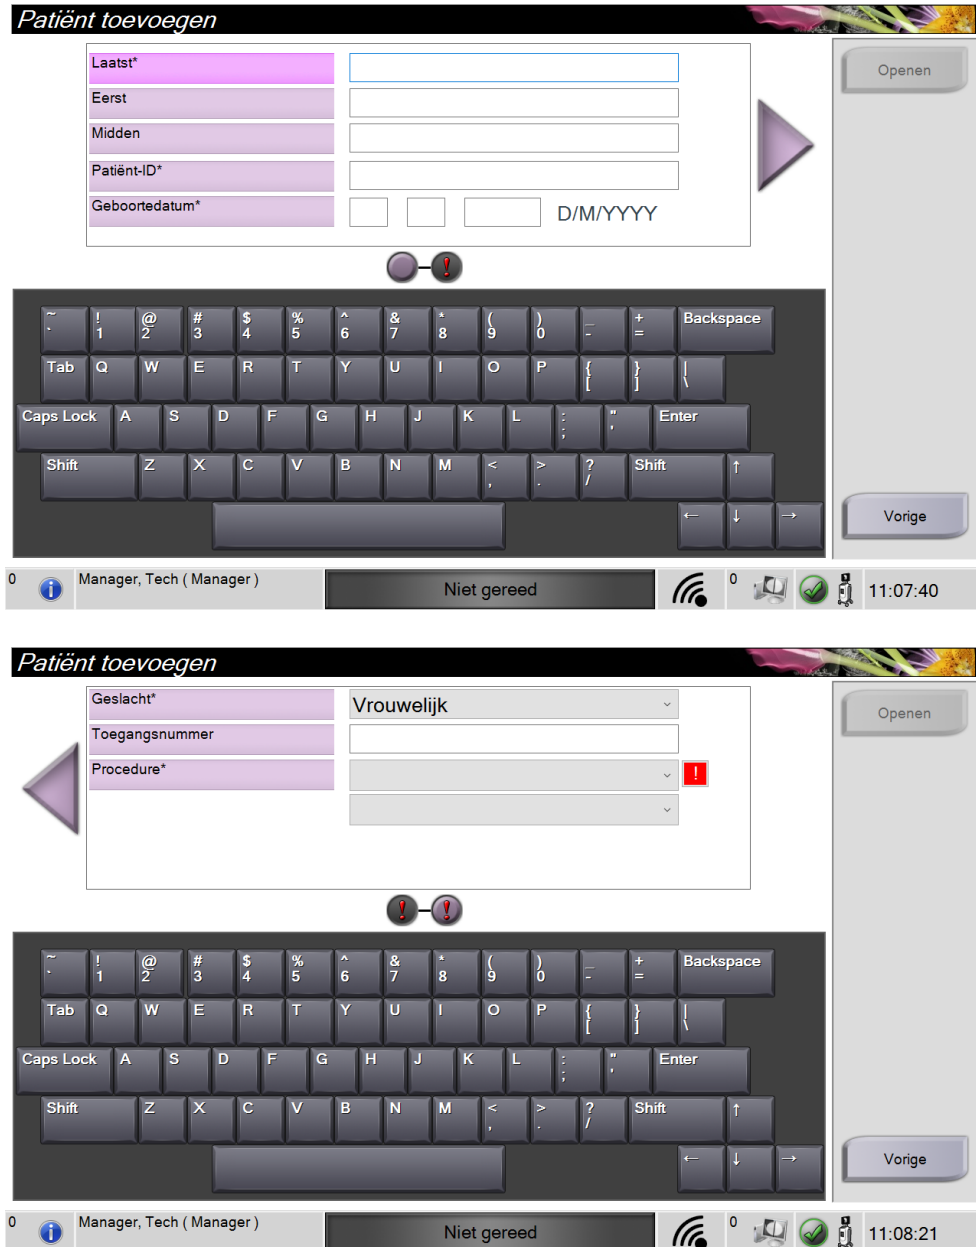 Patiënt toevoegen
Laatst*
Openen
Eerst
Midden
Patiënt-ID*
Geboortedatum* D/M/YYYY
~ ! @ # $ % ^ & * ( ) _ + Backspace
` 1 2 3 4 5 6 7 8 9 0 - =
Tab Q W E R T Y U I O P { } |
[ ] \
Caps Lock A S D F G H J K L : " Enter
; '
Shift Z X C V B N M < > ? Shift ↑
, . /
← ↓ → Vorige
0 Manager, Tech ( Manager ) Niet gereed 0 11:07:40
Patiënt toevoegen
Geslacht* Vrouwelijk
Openen
Toegangsnummer
Procedure* !
~ ! @ # $ % ^ & * ( ) _ + Backspace
` 1 2 3 4 5 6 7 8 9 0 - =
Tab Q W E R T Y U I O P { } |
[ ] \
Caps Lock A S D F G H J K L : " Enter
; '
Shift Z X C V B N M < > ? Shift ↑
, . /
← ↓ → Vorige
0 Manager, Tech ( Manager ) Niet gereed 0 11:08:21